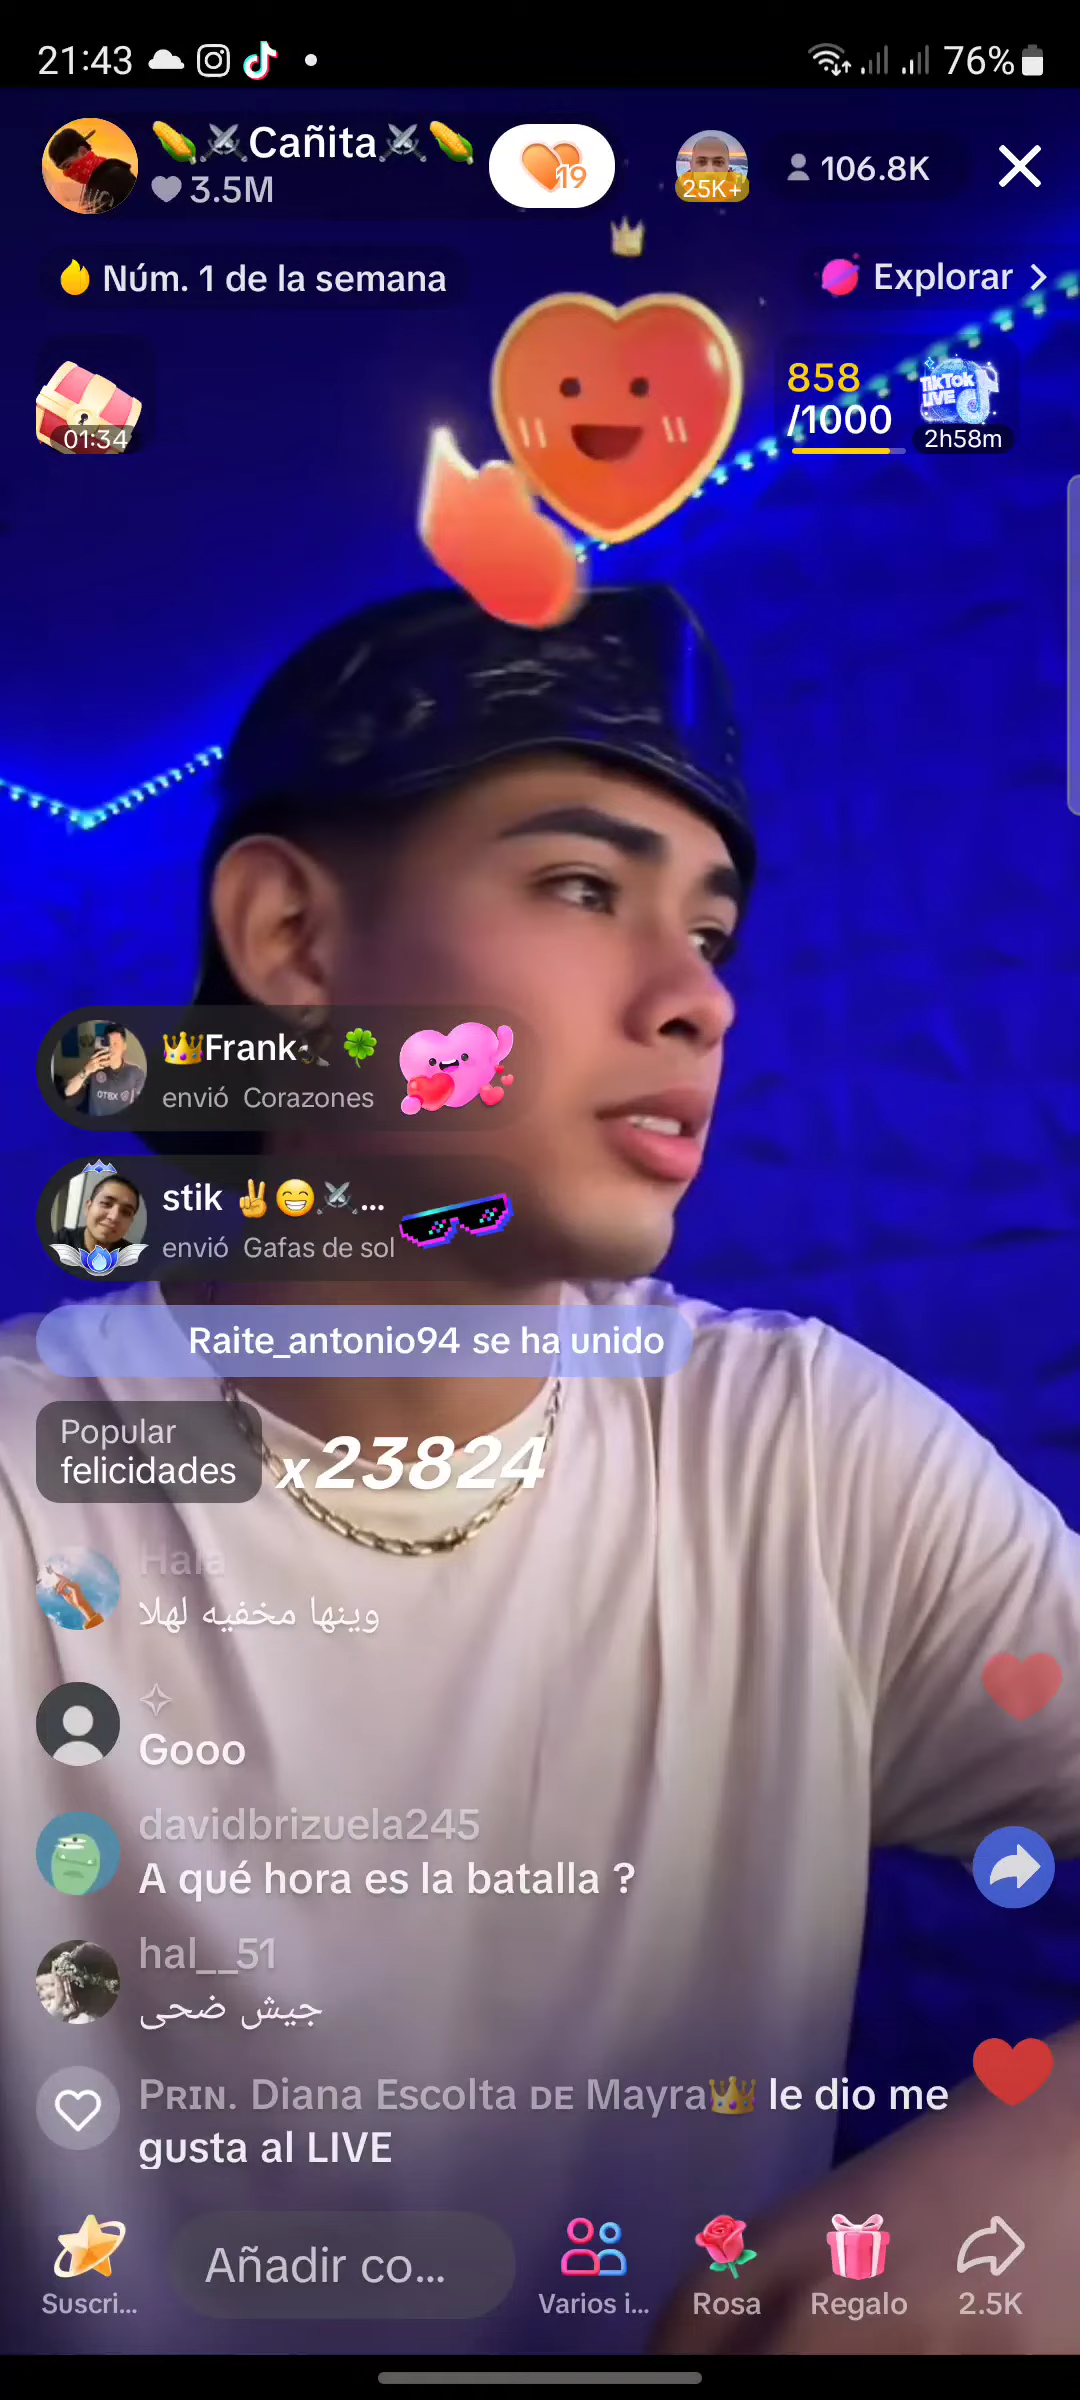 21:43
76%
🌽⚔️Cañita⚔️🌽
3.5M
19
25K+
106.8K
Núm. 1 de la semana
Explorar
01:34
858
/1000
TikTok
LIVE
2h58m
👑Frank🍀
envió Corazones
stik ✌️😁⚔️...
envió Gafas de sol
Raite_antonio94 se ha unido
Popular
felicidades
x23824
Hala
وينها مخفيه لهلا
Gooo
davidbrizuela245
A qué hora es la batalla ?
hal__51
جيش ضحى
Pʀɪɴ. Diana Escolta ᴅᴇ Mayra👑 le dio me
gusta al LIVE
Suscri...
Añadir co...
Varios i...
Rosa
Regalo
2.5K